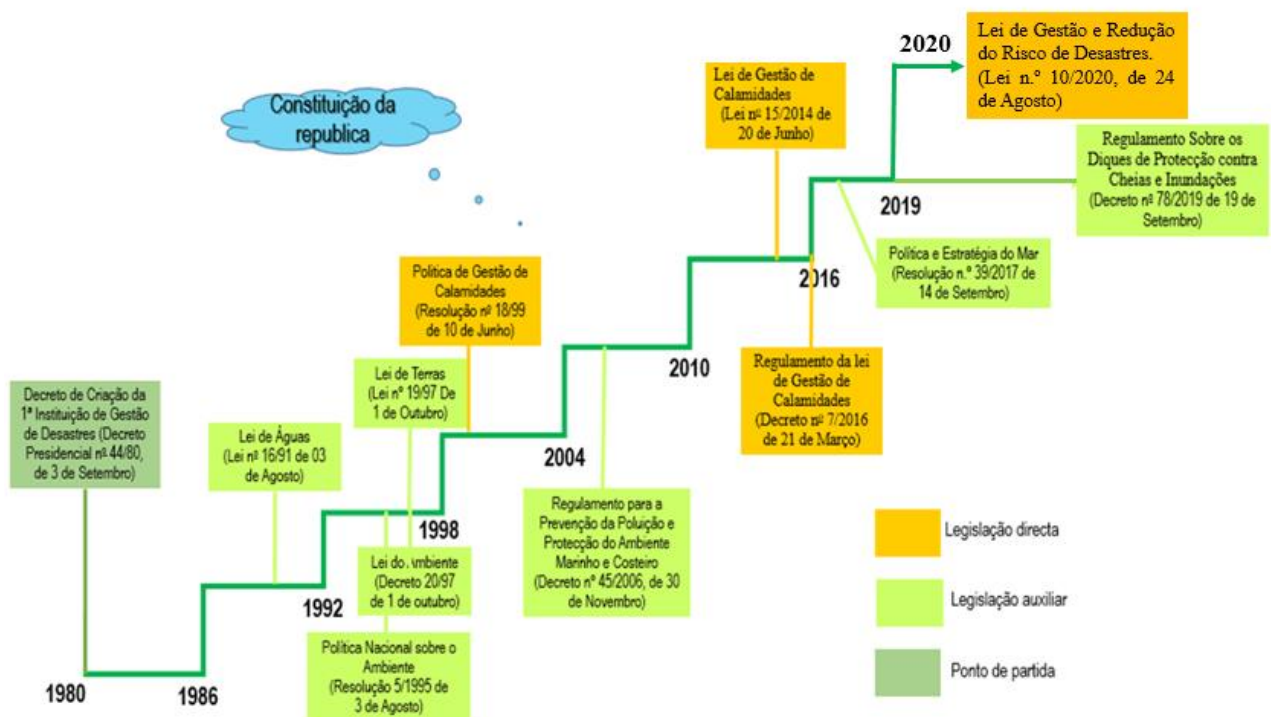 Constituição da
republica
Decreto de Criação da
1ª Instituição de Gestão
de Desastres (Decreto
Presidencial nº 44/80,
de 3 de Setembro)
1980
1986
Lei de Águas
(Lei nº 16/91 de 03
de Agosto)
1992
Política Nacional sobre o
Ambiente
(Resolução 5/1995 de
3 de Agosto)
Lei de Terras
(Lei nº 19/97 De
1 de Outubro)
Lei do Ambiente
(Decreto 20/97
de 1 de outubro)
1998
Politica de Gestão de
Calamidades
(Resolução nº 18/99
de 10 de Junho)
2004
Regulamento para a
Prevenção da Poluição e
Protecção do Ambiente
Marinho e Costeiro
(Decreto nº 45/2006, de 30
de Novembro)
2010
Lei de Gestão de
Calamidades
(Lei nº 15/2014 de
20 de Junho)
2016
Regulamento da lei
de Gestão de
Calamidades
(Decreto nº 7/2016
de 21 de Março)
Política e Estratégia do Mar
(Resolução n.º 39/2017 de
14 de Setembro)
2019
Regulamento Sobre os
Diques de Protecção contra
Cheias e Inundações
(Decreto nº 78/2019 de 19 de
Setembro)
2020
Lei de Gestão e Redução
do Risco de Desastres.
(Lei n.º 10/2020, de 24
de Agosto)
Legislação directa
Legislação auxiliar
Ponto de partida